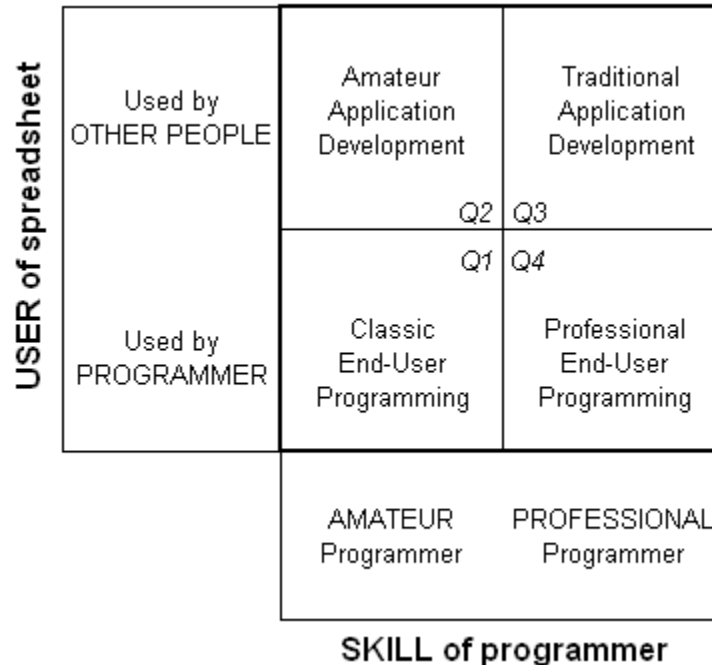 USER of spreadsheet
Used by
OTHER PEOPLE
Amateur
Application
Development
Traditional
Application
Development
Q2
Q3
Q1
Q4
Used by
PROGRAMMER
Classic
End-User
Programming
Professional
End-User
Programming
AMATEUR
Programmer
PROFESSIONAL
Programmer
SKILL of programmer